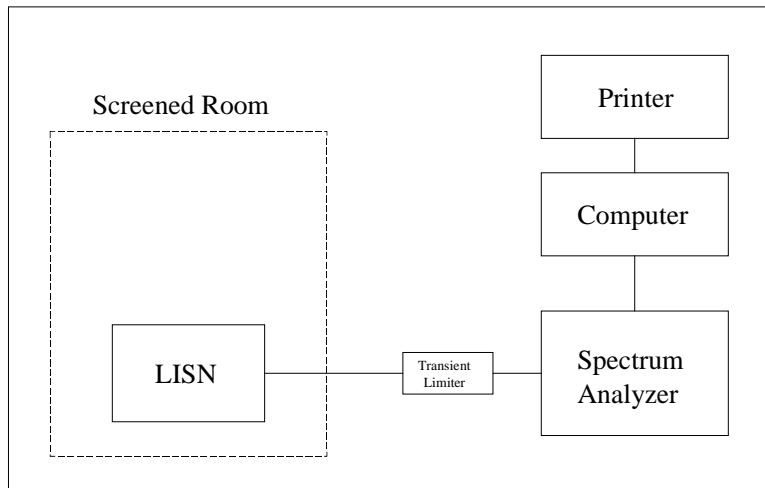 Screened Room
Printer
Computer
LISN
Transient
Limiter
Spectrum
Analyzer